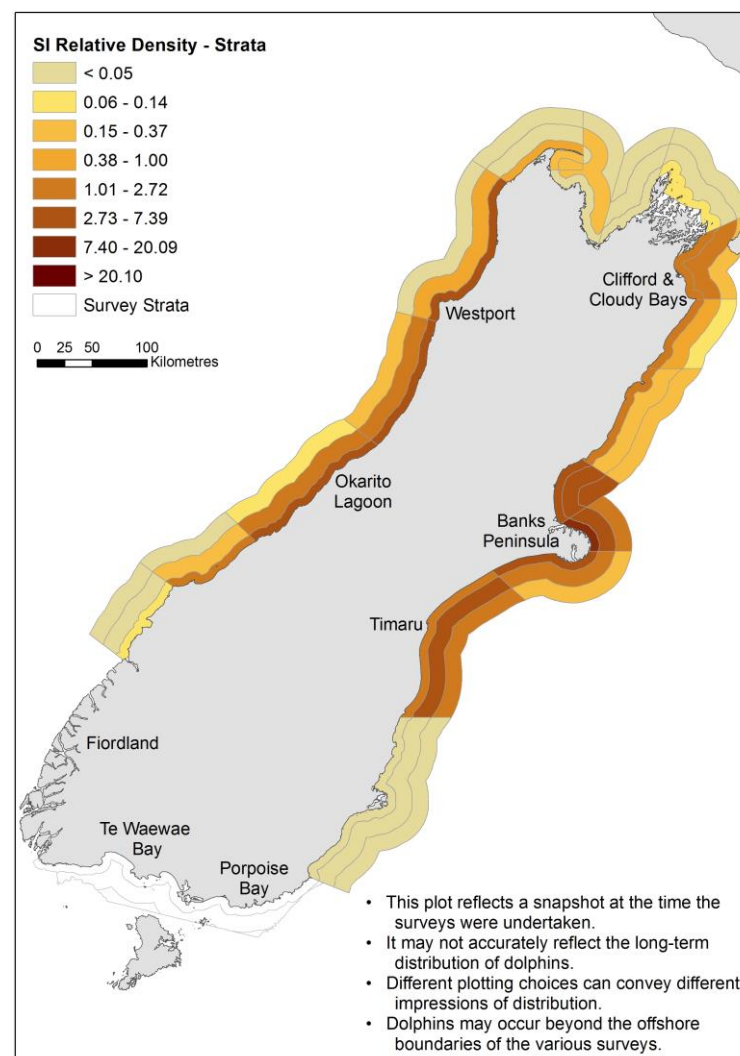 SI Relative Density - Strata
< 0.05
0.06 - 0.14
0.15 - 0.37
0.38 - 1.00
1.01 - 2.72
2.73 - 7.39
7.40 - 20.09
> 20.10
Survey Strata
0 25 50 100
Kilometres
Clifford &
Cloudy Bays
Westport
Okarito
Lagoon
Banks
Peninsula
Timaru
Fiordland
Te Waewae
Bay
Porpoise
Bay
• This plot reflects a snapshot at the time the
surveys were undertaken.
• It may not accurately reflect the long-term
distribution of dolphins.
• Different plotting choices can convey different
impressions of distribution.
• Dolphins may occur beyond the offshore
boundaries of the various surveys.